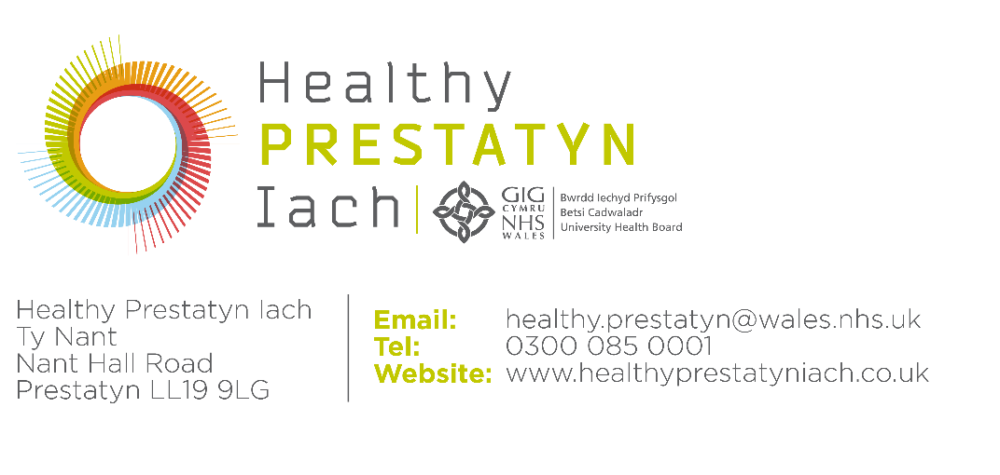 Healthy
PRESTATYN
Iach
GIG
CYMRU
NHS
WALES
Bwrdd Iechyd Prifysgol
Betsi Cadwaladr
University Health Board
Healthy Prestatyn Iach
Ty Nant
Nant Hall Road
Prestatyn LL19 9LG
Email: healthy.prestatyn@wales.nhs.uk
Tel: 0300 085 0001
Website: www.healthyprestatyniach.co.uk